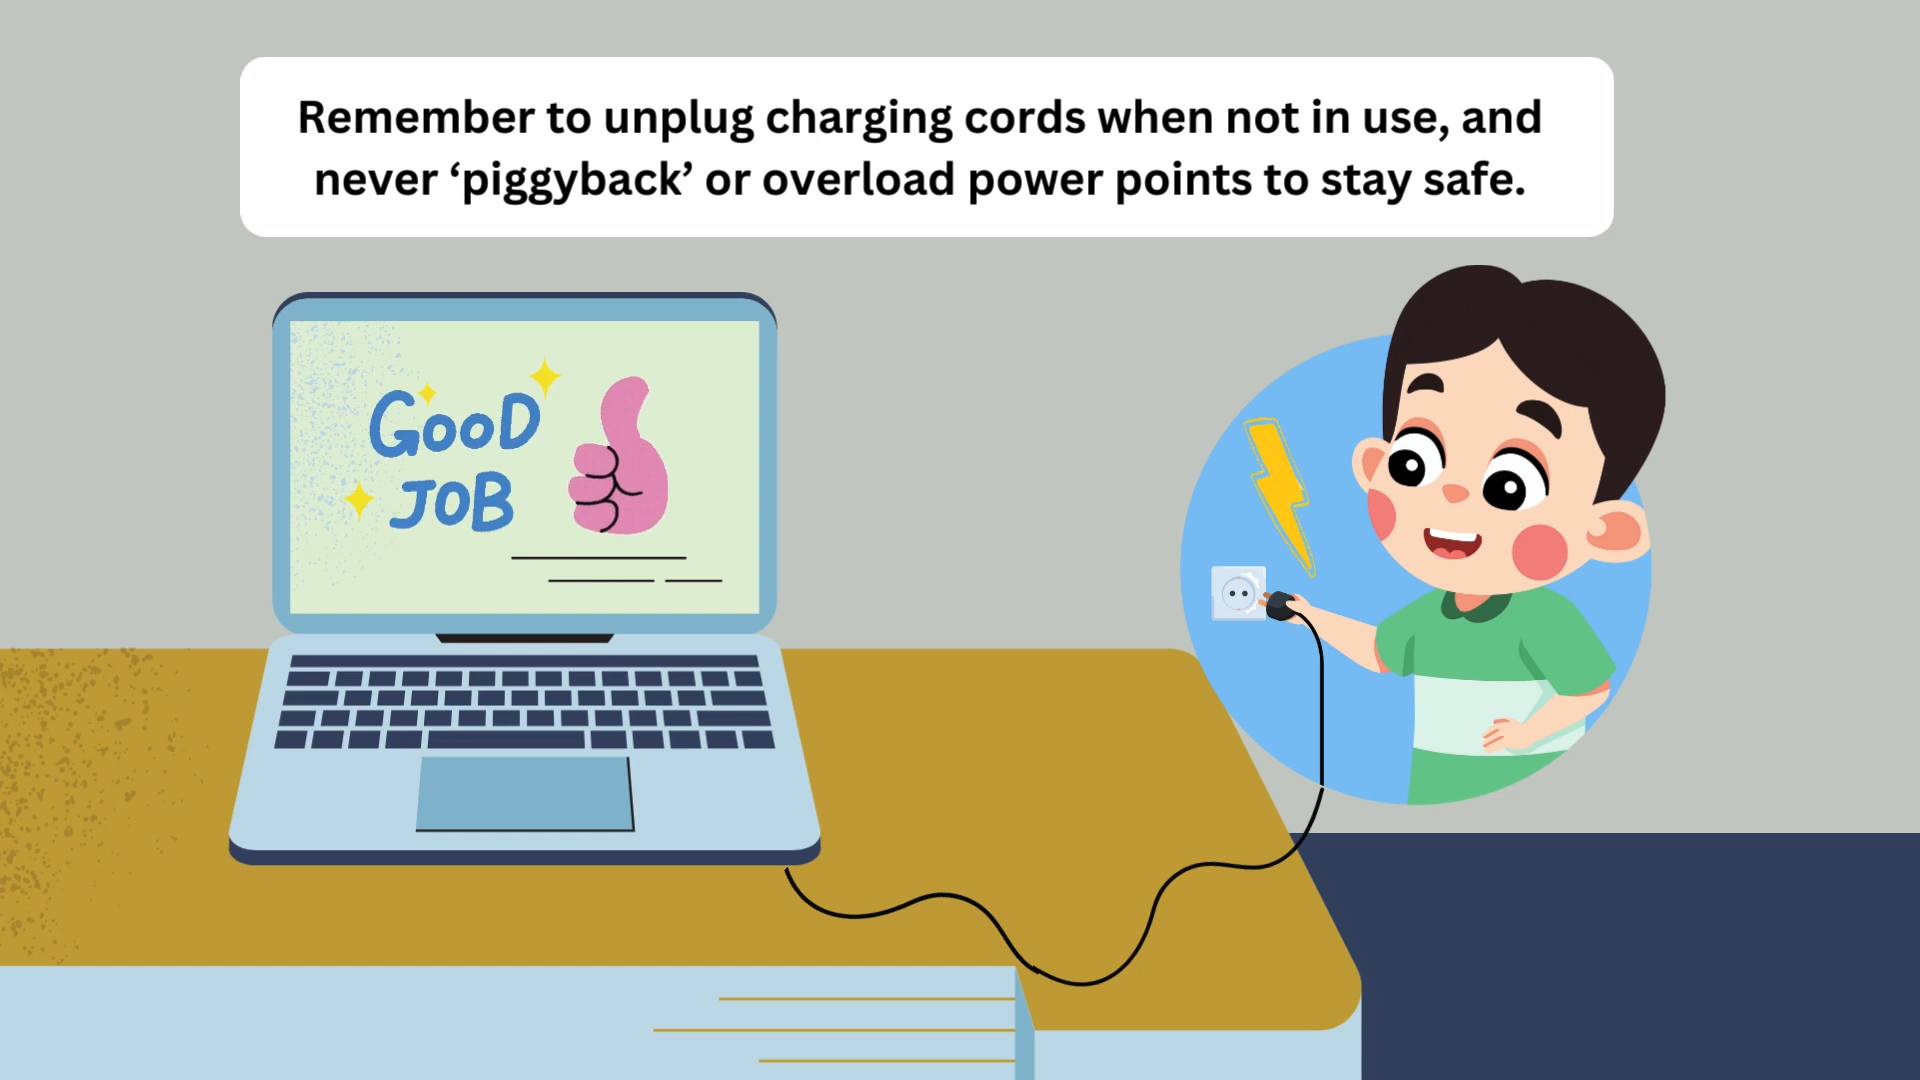 Remember to unplug charging cords when not in use, and
never ‘piggyback’ or overload power points to stay safe.
GOOD
JOB